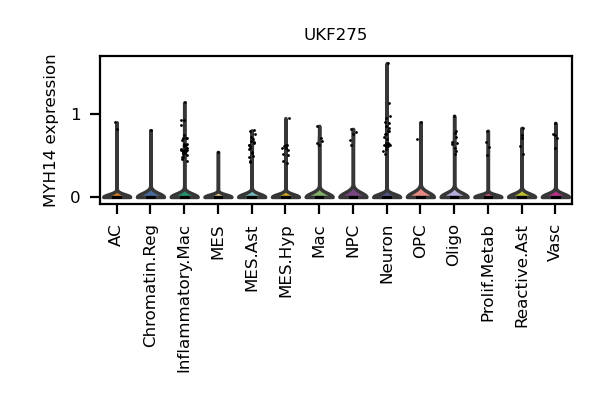 UKF275
MYH14 expression
1
0
AC
Chromatin.Reg
Inflammatory.Mac
MES
MES.Ast
MES.Hyp
Mac
NPC
Neuron
OPC
Oligo
Prolif.Metab
Reactive.Ast
Vasc